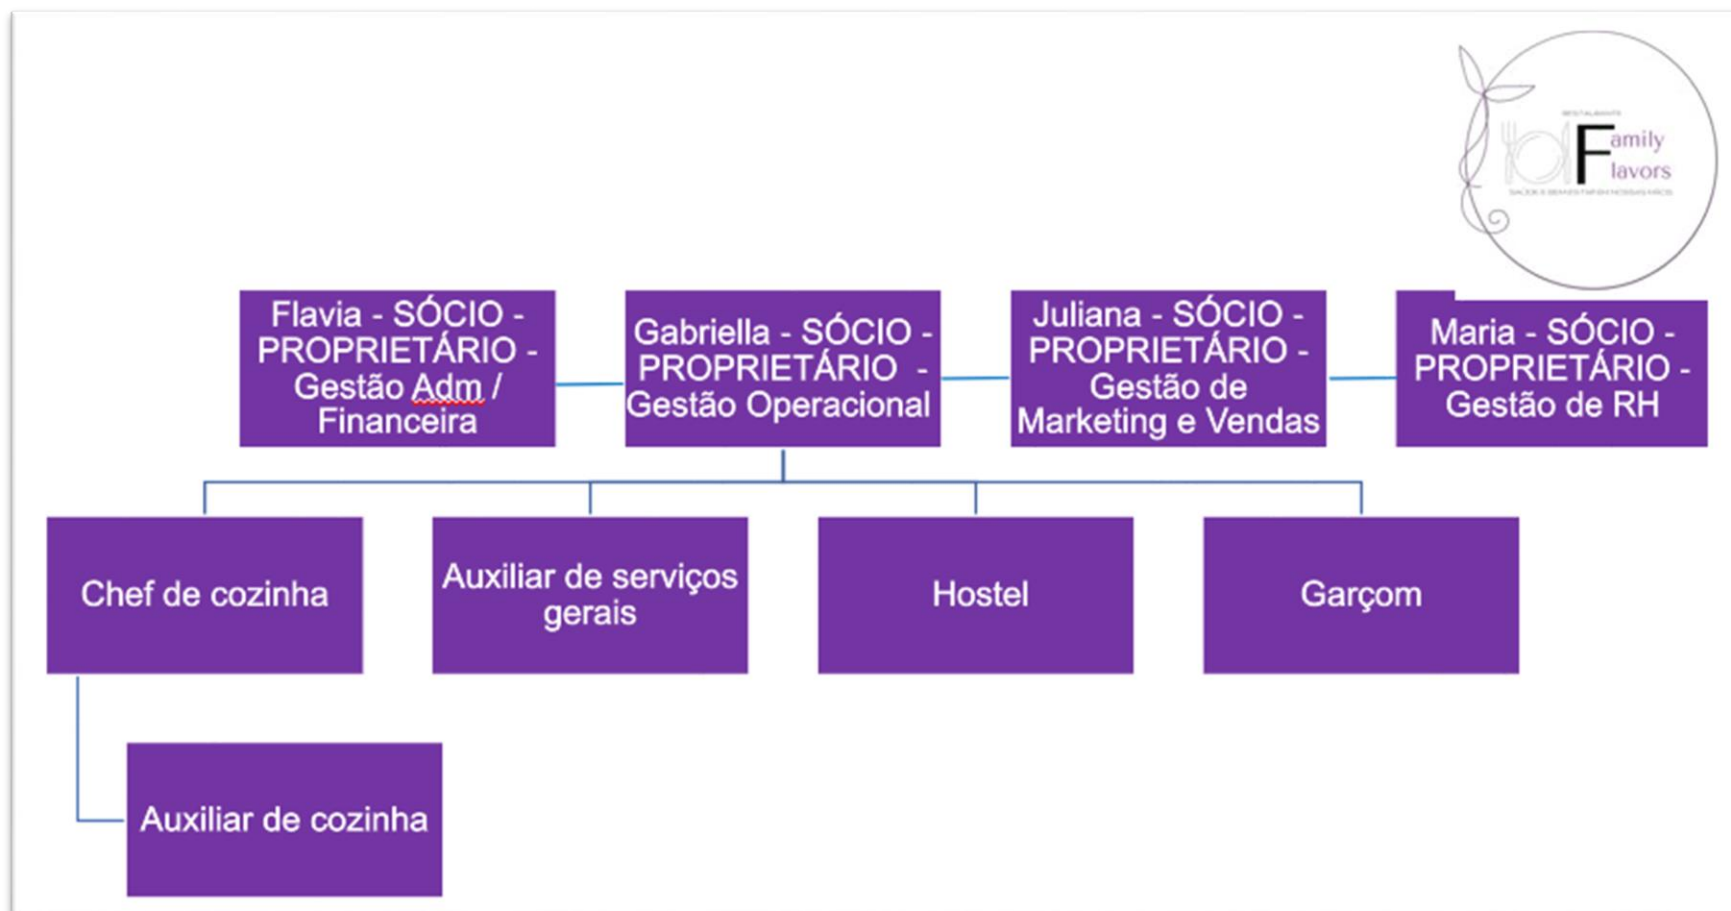 RESTAURANTE
Family
Flavors
Flavia - SÓCIO -
PROPRIETÁRIO -
Gestão Adm /
Financeira
Gabriella - SÓCIO -
PROPRIETÁRIO -
Gestão Operacional
Juliana - SÓCIO -
PROPRIETÁRIO -
Gestão de
Marketing e Vendas
Maria - SÓCIO -
PROPRIETÁRIO -
Gestão de RH
Chef de cozinha
Auxiliar de serviços
gerais
Hostel
Garçom
Auxiliar de cozinha